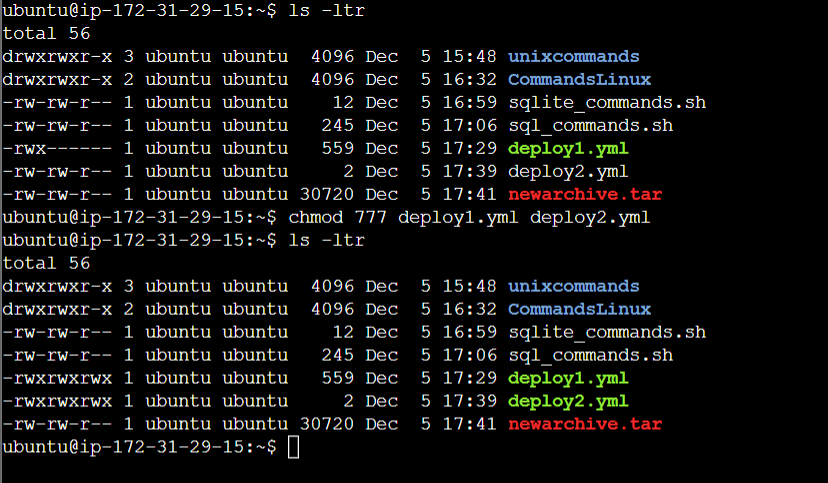 ubuntu@ip-172-31-29-15:~$ ls -ltr
total 56
drwxrwxr-x 3 ubuntu ubuntu  4096 Dec  5 15:48 unixcommands
drwxrwxr-x 2 ubuntu ubuntu  4096 Dec  5 16:32 CommandsLinux
-rw-rw-r-- 1 ubuntu ubuntu    12 Dec  5 16:59 sqlite_commands.sh
-rw-rw-r-- 1 ubuntu ubuntu   245 Dec  5 17:06 sql_commands.sh
-rwx------ 1 ubuntu ubuntu   559 Dec  5 17:29 deploy1.yml
-rw-rw-r-- 1 ubuntu ubuntu     2 Dec  5 17:39 deploy2.yml
-rw-rw-r-- 1 ubuntu ubuntu 30720 Dec  5 17:41 newarchive.tar
ubuntu@ip-172-31-29-15:~$ chmod 777 deploy1.yml deploy2.yml
ubuntu@ip-172-31-29-15:~$ ls -ltr
total 56
drwxrwxr-x 3 ubuntu ubuntu  4096 Dec  5 15:48 unixcommands
drwxrwxr-x 2 ubuntu ubuntu  4096 Dec  5 16:32 CommandsLinux
-rw-rw-r-- 1 ubuntu ubuntu    12 Dec  5 16:59 sqlite_commands.sh
-rw-rw-r-- 1 ubuntu ubuntu   245 Dec  5 17:06 sql_commands.sh
-rwxrwxrwx 1 ubuntu ubuntu   559 Dec  5 17:29 deploy1.yml
-rwxrwxrwx 1 ubuntu ubuntu     2 Dec  5 17:39 deploy2.yml
-rw-rw-r-- 1 ubuntu ubuntu 30720 Dec  5 17:41 newarchive.tar
ubuntu@ip-172-31-29-15:~$